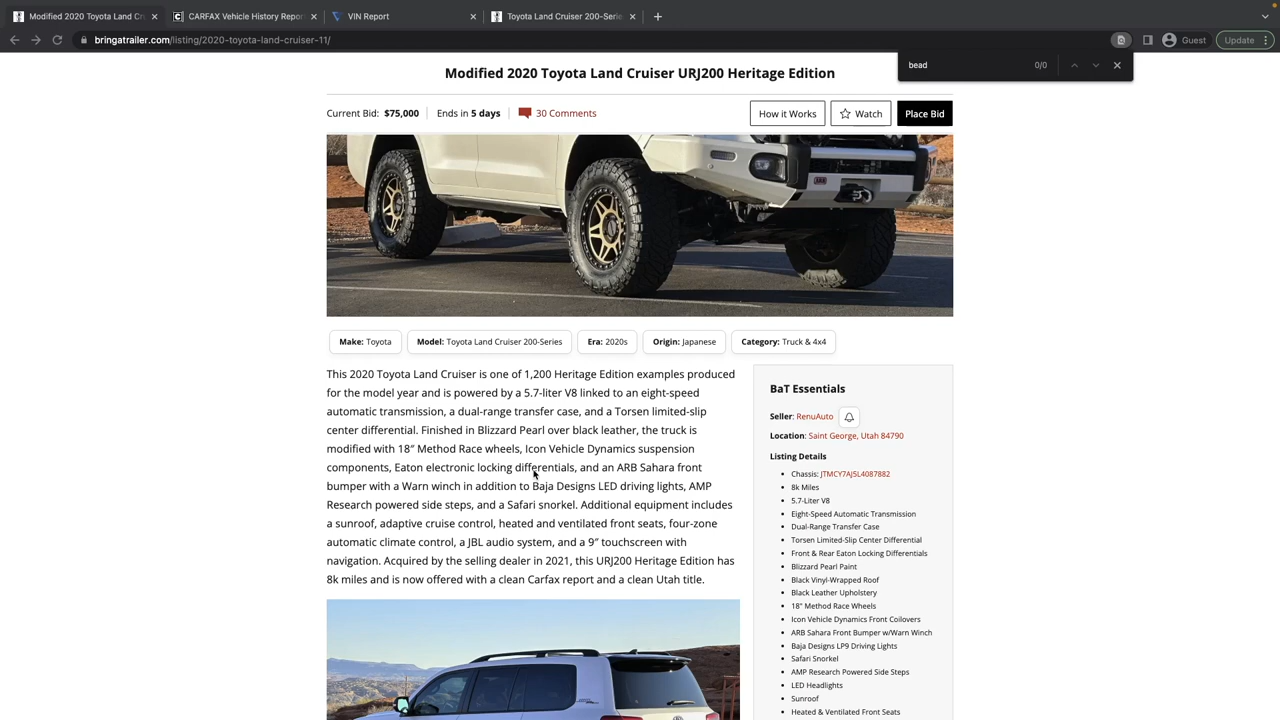 Modified 2020 Toyota Land Cru
CARFAX Vehicle History Repor
VIN Report
Toyota Land Cruiser 200-Serie
bringatrailer.com/listing/2020-toyota-land-cruiser-11/
Guest
Update
bead 0/0
Modified 2020 Toyota Land Cruiser URJ200 Heritage Edition
Current Bid: $75,000 Ends in 5 days 30 Comments How it Works Watch Place Bid
ARB
Make: Toyota Model: Toyota Land Cruiser 200-Series Era: 2020s Origin: Japanese Category: Truck & 4x4
This 2020 Toyota Land Cruiser is one of 1,200 Heritage Edition examples produced
for the model year and is powered by a 5.7-liter V8 linked to an eight-speed
automatic transmission, a dual-range transfer case, and a Torsen limited-slip
center differential. Finished in Blizzard Pearl over black leather, the truck is
modified with 18″ Method Race wheels, Icon Vehicle Dynamics suspension
components, Eaton electronic locking differentials, and an ARB Sahara front
bumper with a Warn winch in addition to Baja Designs LED driving lights, AMP
Research powered side steps, and a Safari snorkel. Additional equipment includes
a sunroof, adaptive cruise control, heated and ventilated front seats, four-zone
automatic climate control, a JBL audio system, and a 9″ touchscreen with
navigation. Acquired by the selling dealer in 2021, this URJ200 Heritage Edition has
8k miles and is now offered with a clean Carfax report and a clean Utah title.
BaT Essentials
Seller: RenuAuto
Location: Saint George, Utah 84790
Listing Details
Chassis: JTMCY7AJ5L4087882
8k Miles
5.7-Liter V8
Eight-Speed Automatic Transmission
Dual-Range Transfer Case
Torsen Limited-Slip Center Differential
Front & Rear Eaton Locking Differentials
Blizzard Pearl Paint
Black Vinyl-Wrapped Roof
Black Leather Upholstery
18" Method Race Wheels
Icon Vehicle Dynamics Front Coilovers
ARB Sahara Front Bumper w/Warn Winch
Baja Designs LP9 Driving Lights
Safari Snorkel
AMP Research Powered Side Steps
LED Headlights
Sunroof
Heated & Ventilated Front Seats